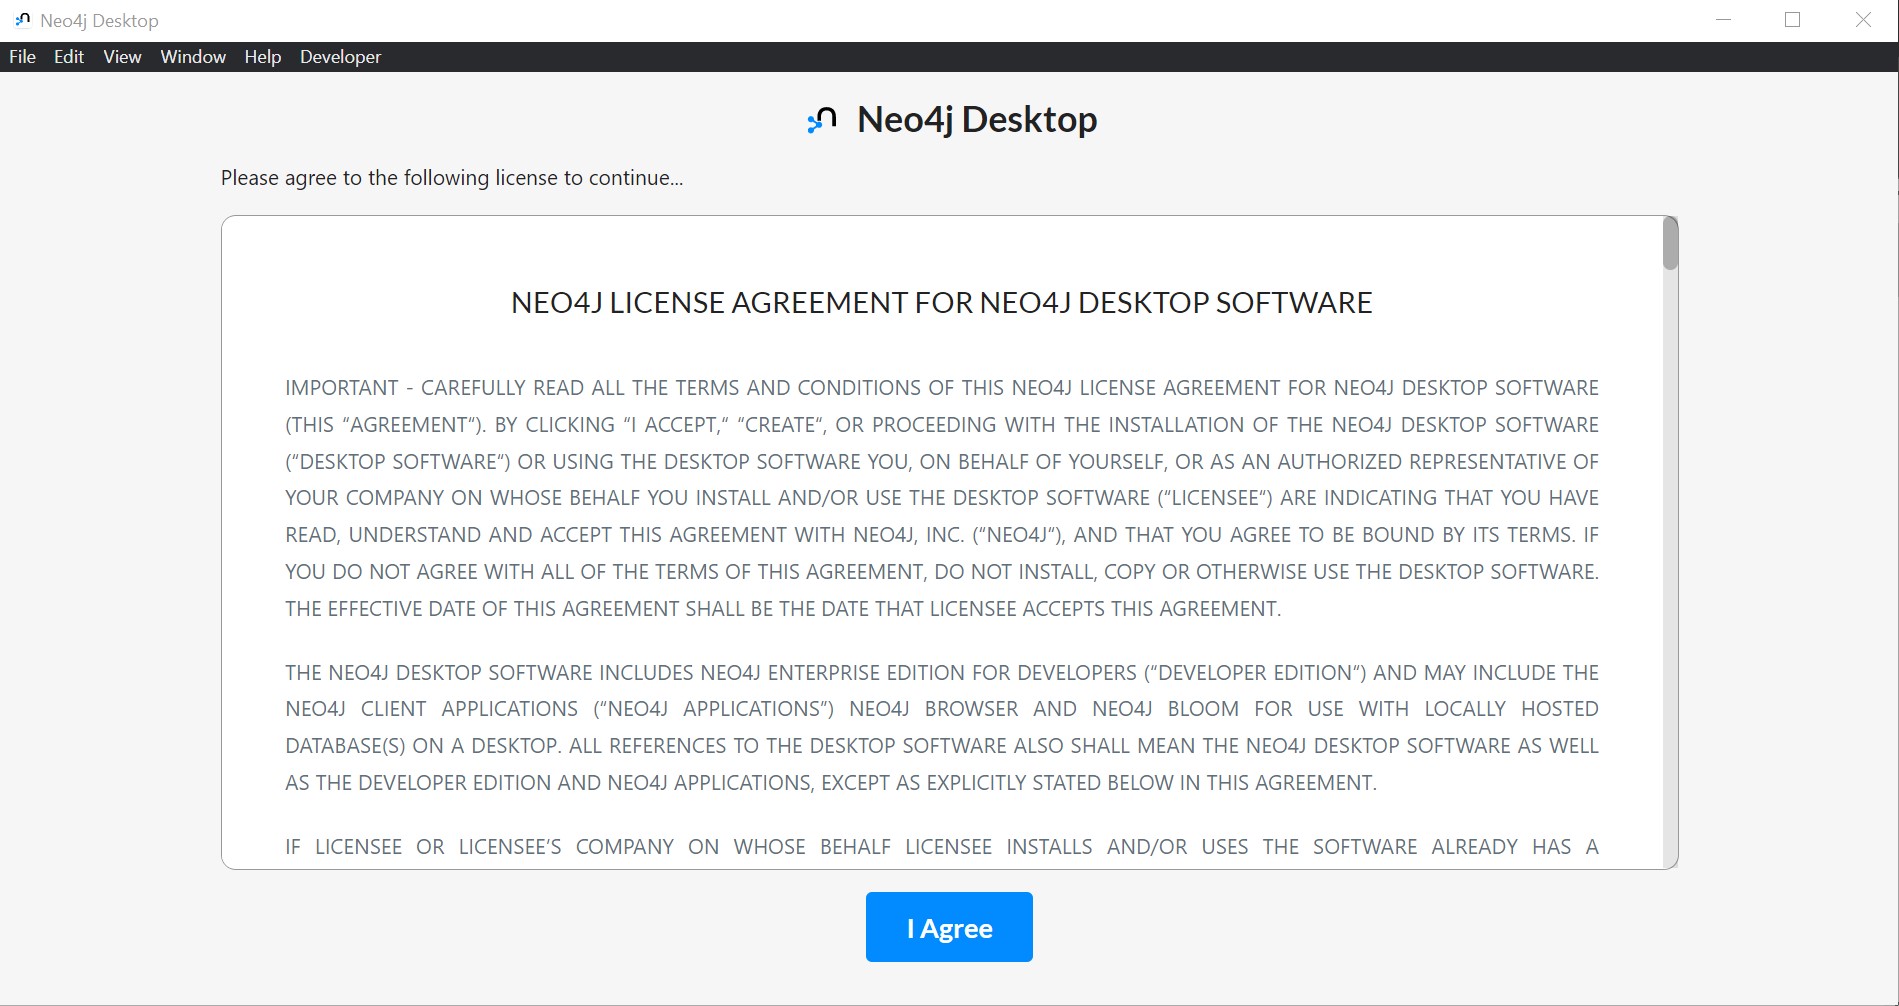 Neo4j Desktop
File Edit View Window Help Developer
Neo4j Desktop
Please agree to the following license to continue...
NEO4J LICENSE AGREEMENT FOR NEO4J DESKTOP SOFTWARE
IMPORTANT - CAREFULLY READ ALL THE TERMS AND CONDITIONS OF THIS NEO4J LICENSE AGREEMENT FOR NEO4J DESKTOP SOFTWARE
(THIS “AGREEMENT“). BY CLICKING “I ACCEPT,“ “CREATE“, OR PROCEEDING WITH THE INSTALLATION OF THE NEO4J DESKTOP SOFTWARE
(“DESKTOP SOFTWARE“) OR USING THE DESKTOP SOFTWARE YOU, ON BEHALF OF YOURSELF, OR AS AN AUTHORIZED REPRESENTATIVE OF
YOUR COMPANY ON WHOSE BEHALF YOU INSTALL AND/OR USE THE DESKTOP SOFTWARE (“LICENSEE“) ARE INDICATING THAT YOU HAVE
READ, UNDERSTAND AND ACCEPT THIS AGREEMENT WITH NEO4J, INC. (“NEO4J“), AND THAT YOU AGREE TO BE BOUND BY ITS TERMS. IF
YOU DO NOT AGREE WITH ALL OF THE TERMS OF THIS AGREEMENT, DO NOT INSTALL, COPY OR OTHERWISE USE THE DESKTOP SOFTWARE.
THE EFFECTIVE DATE OF THIS AGREEMENT SHALL BE THE DATE THAT LICENSEE ACCEPTS THIS AGREEMENT.
THE NEO4J DESKTOP SOFTWARE INCLUDES NEO4J ENTERPRISE EDITION FOR DEVELOPERS (“DEVELOPER EDITION“) AND MAY INCLUDE THE
NEO4J CLIENT APPLICATIONS (“NEO4J APPLICATIONS“) NEO4J BROWSER AND NEO4J BLOOM FOR USE WITH LOCALLY HOSTED
DATABASE(S) ON A DESKTOP. ALL REFERENCES TO THE DESKTOP SOFTWARE ALSO SHALL MEAN THE NEO4J DESKTOP SOFTWARE AS WELL
AS THE DEVELOPER EDITION AND NEO4J APPLICATIONS, EXCEPT AS EXPLICITLY STATED BELOW IN THIS AGREEMENT.
IF LICENSEE OR LICENSEE’S COMPANY ON WHOSE BEHALF LICENSEE INSTALLS AND/OR USES THE SOFTWARE ALREADY HAS A
I Agree